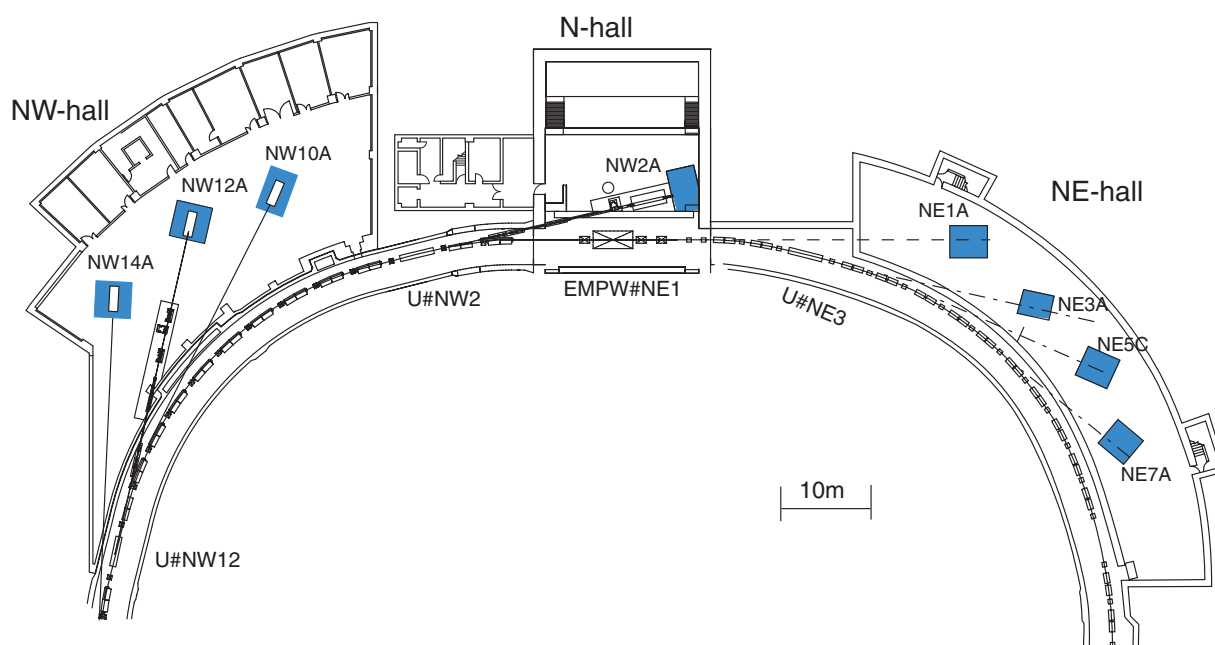 N-hall
NW-hall
NW10A
NW2A
NW12A
NE-hall
NE1A
NW14A
U#NW2
EMPW#NE1
U#NE3
NE3A
NE5C
NE7A
10m
U#NW12